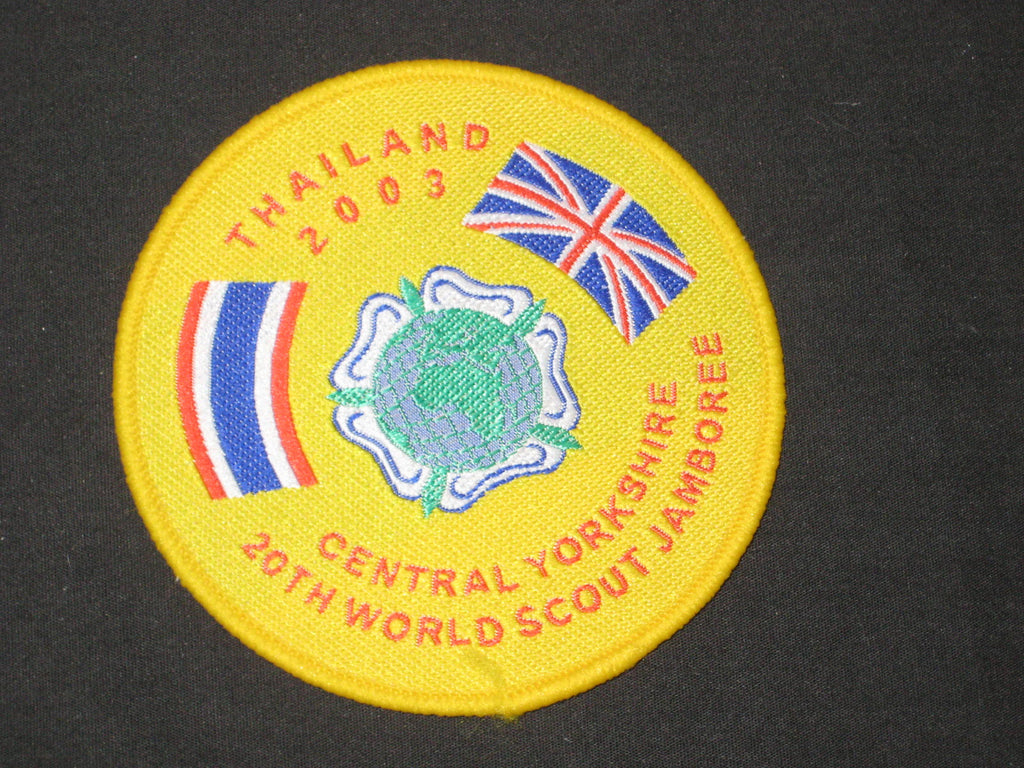 THAILAND
2003
CENTRAL YORKSHIRE
20TH WORLD SCOUT JAMBOREE